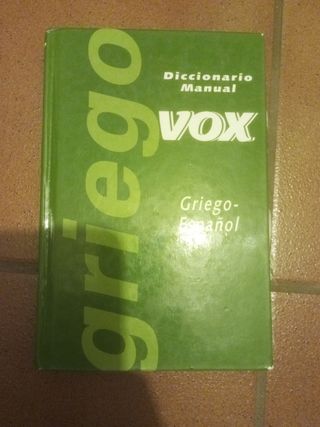 griego
Diccionario
Manual
VOX
Griego-
Español